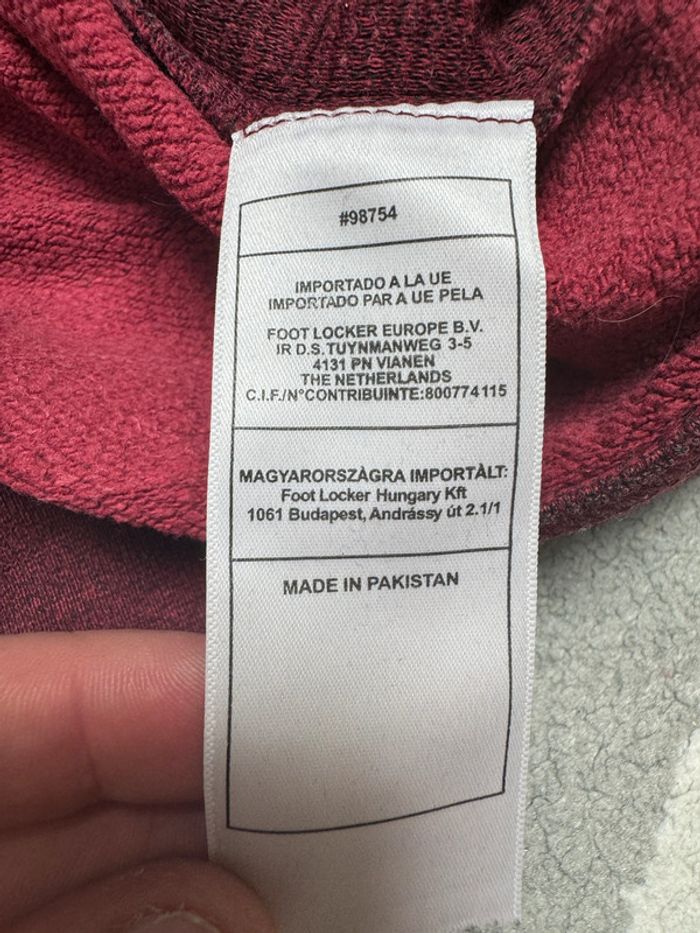 #98754
IMPORTADO A LA UE
IMPORTADO PAR A UE PELA
FOOT LOCKER EUROPE B.V.
IR D.S. TUYNMANWEG 3-5
4131 PN VIANEN
THE NETHERLANDS
C.I.F./N°CONTRIBUINTE:800774115
MAGYARORSZÀGRA IMPORTÀLT:
Foot Locker Hungary Kft
1061 Budapest, Andrássy út 2.1/1
MADE IN PAKISTAN